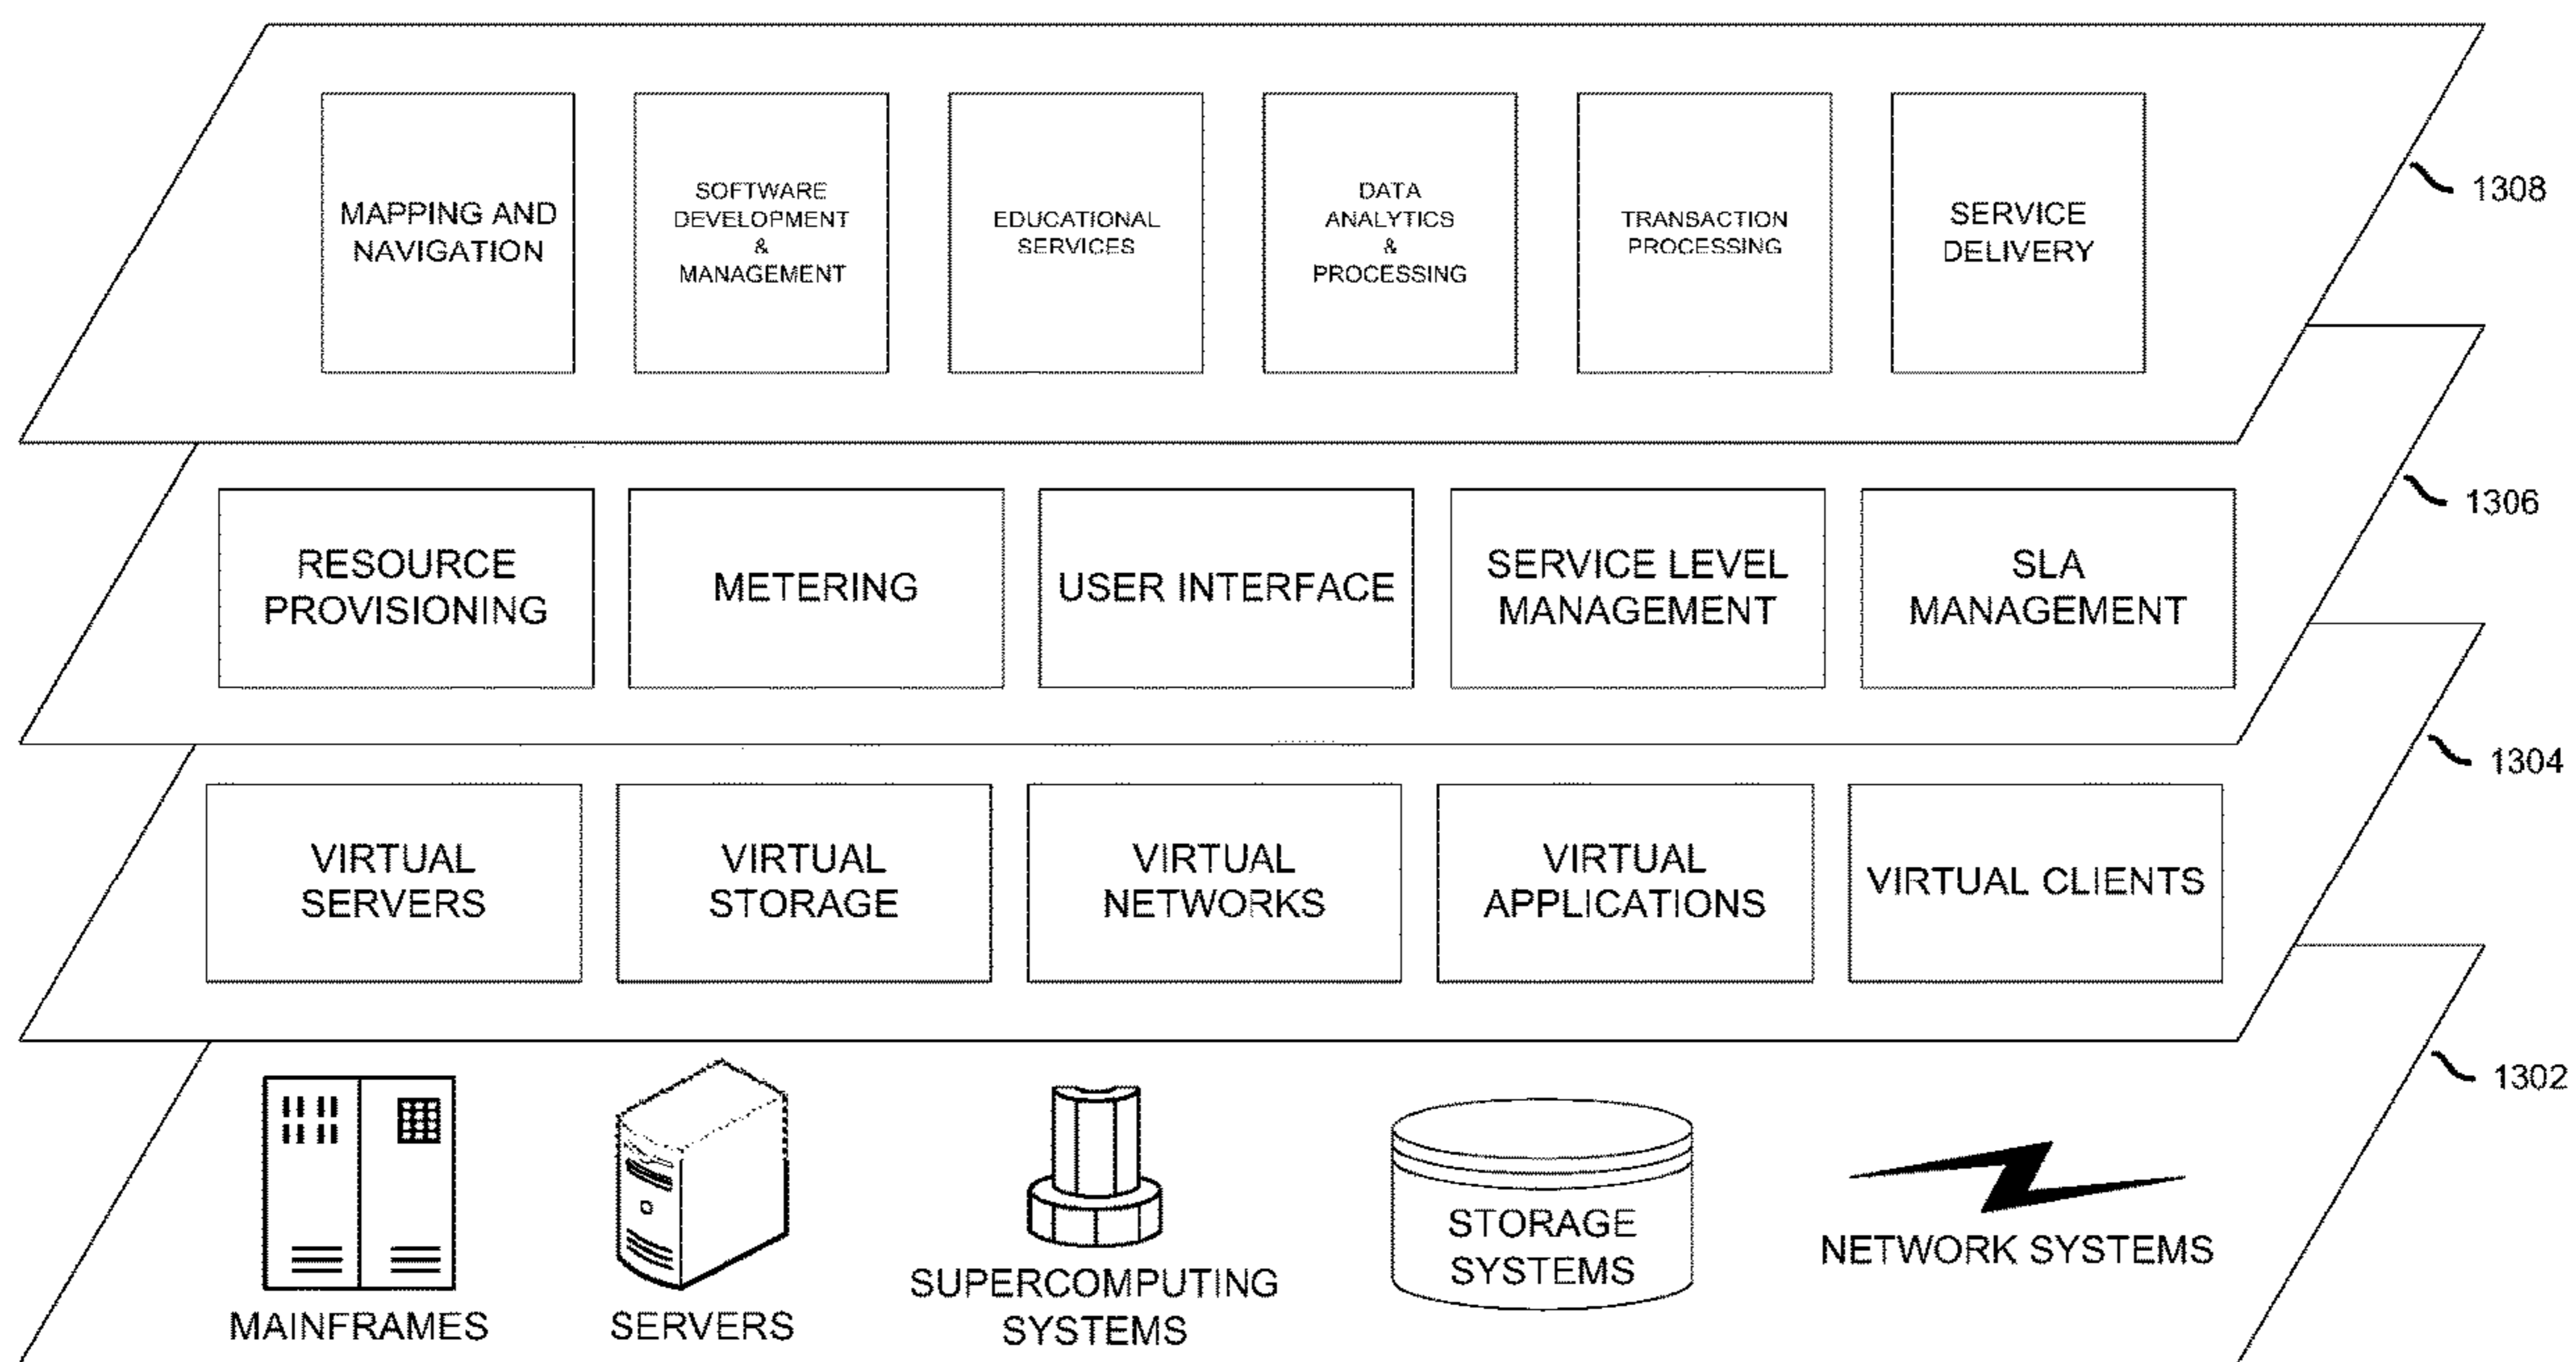 MAPPING AND
NAVIGATION
SOFTWARE
DEVELOPMENT
&
MANAGEMENT
EDUCATIONAL
SERVICES
DATA
ANALYTICS
&
PROCESSING
TRANSACTION
PROCESSING
SERVICE
DELIVERY
1308
RESOURCE
PROVISIONING
METERING
USER INTERFACE
SERVICE LEVEL
MANAGEMENT
SLA
MANAGEMENT
1306
VIRTUAL
SERVERS
VIRTUAL
STORAGE
VIRTUAL
NETWORKS
VIRTUAL
APPLICATIONS
VIRTUAL CLIENTS
1304
MAINFRAMES
SERVERS
SUPERCOMPUTING
SYSTEMS
STORAGE
SYSTEMS
NETWORK SYSTEMS
1302